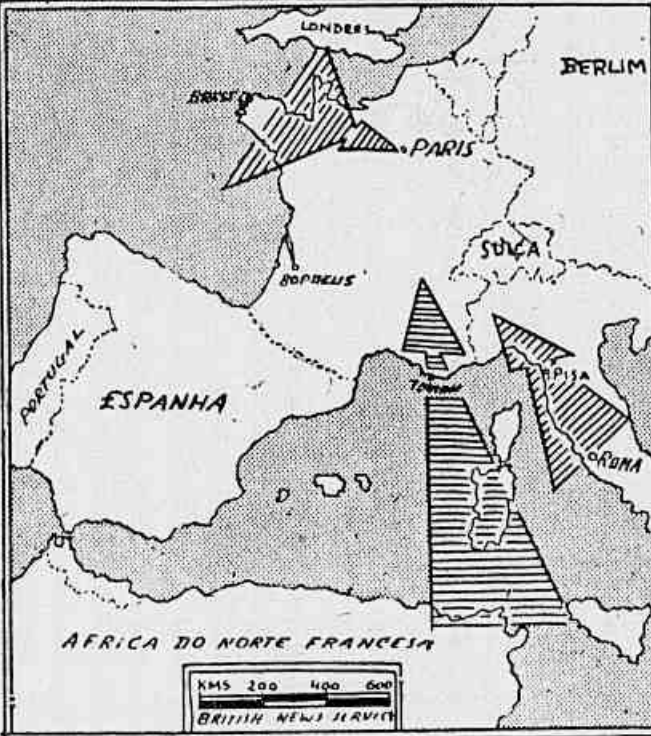 LONDRES
BERLIM
BREST
PARIS
SUIÇA
BORDEUS
PISA
PORTUGAL
ESPANHA
ROMA
AFRICA DO NORTE FRANCESA
KMS 200 400 600
BRITISH NEWS SERVICE